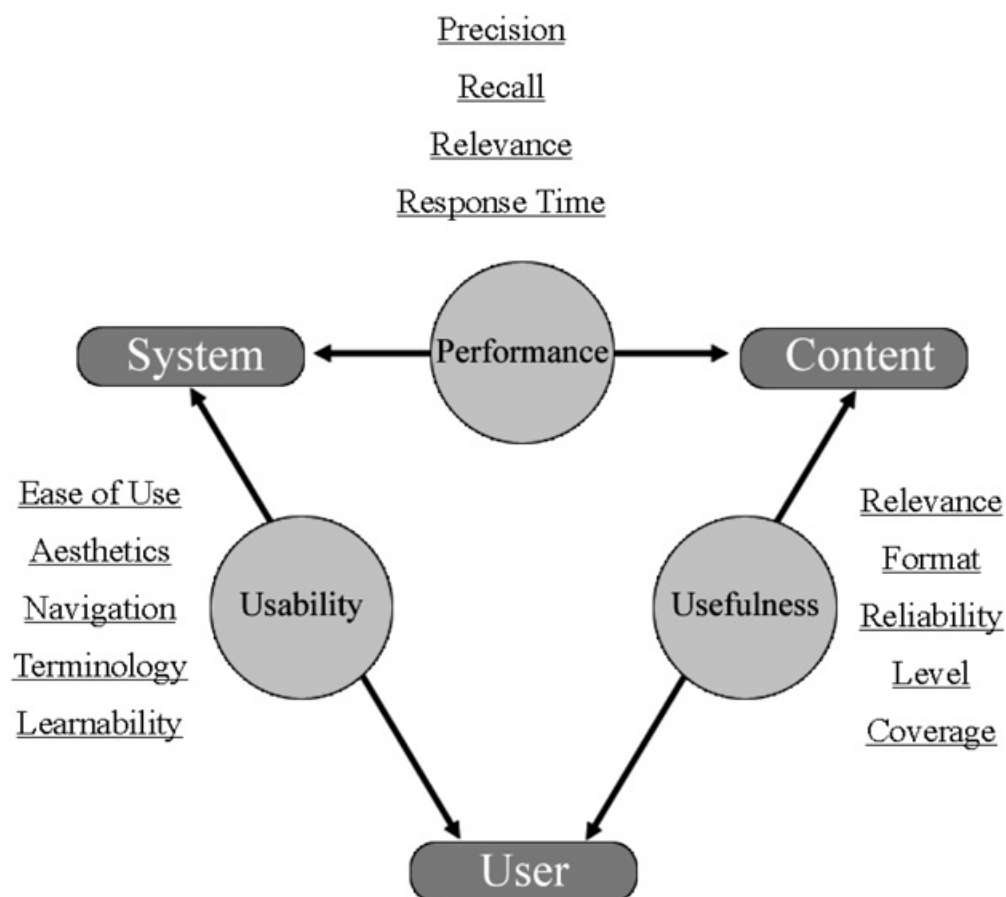 Precision
Recall
Relevance
Response Time
System
Performance
Content
Ease of Use
Aesthetics
Navigation
Terminology
Learnability
Usability
Usefulness
Relevance
Format
Reliability
Level
Coverage
User